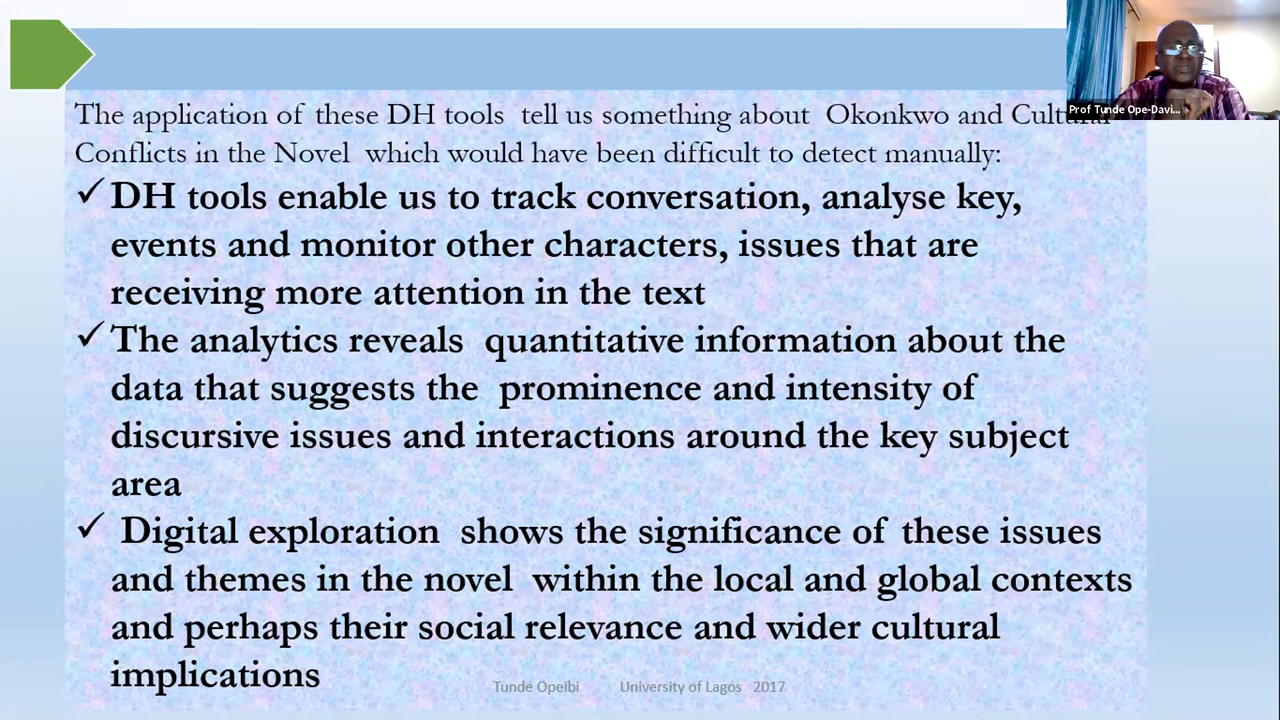 The application of these DH tools tell us something about Okonkwo and Cultural
Conflicts in the Novel which would have been difficult to detect manually:
✓ DH tools enable us to track conversation, analyse key,
events and monitor other characters, issues that are
receiving more attention in the text
✓ The analytics reveals quantitative information about the
data that suggests the prominence and intensity of
discursive issues and interactions around the key subject
area
✓ Digital exploration shows the significance of these issues
and themes in the novel within the local and global contexts
and perhaps their social relevance and wider cultural
implications
Tunde Opeibi University of Lagos 2017
Prof Tunde Ope-Davi...